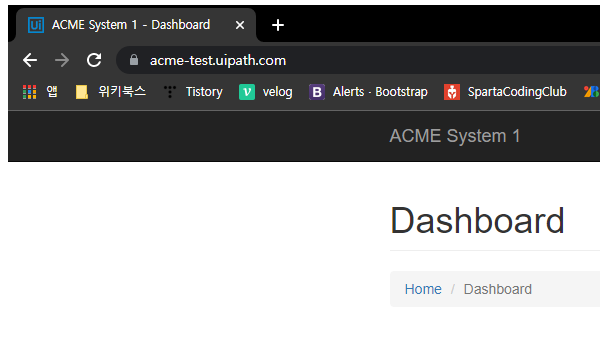 Ui ACME System 1 - Dashboard
acme-test.uipath.com
앱 위키북스 Tistory v velog B Alerts · Bootstrap SpartaCodingClub
ACME System 1
Dashboard
Home / Dashboard